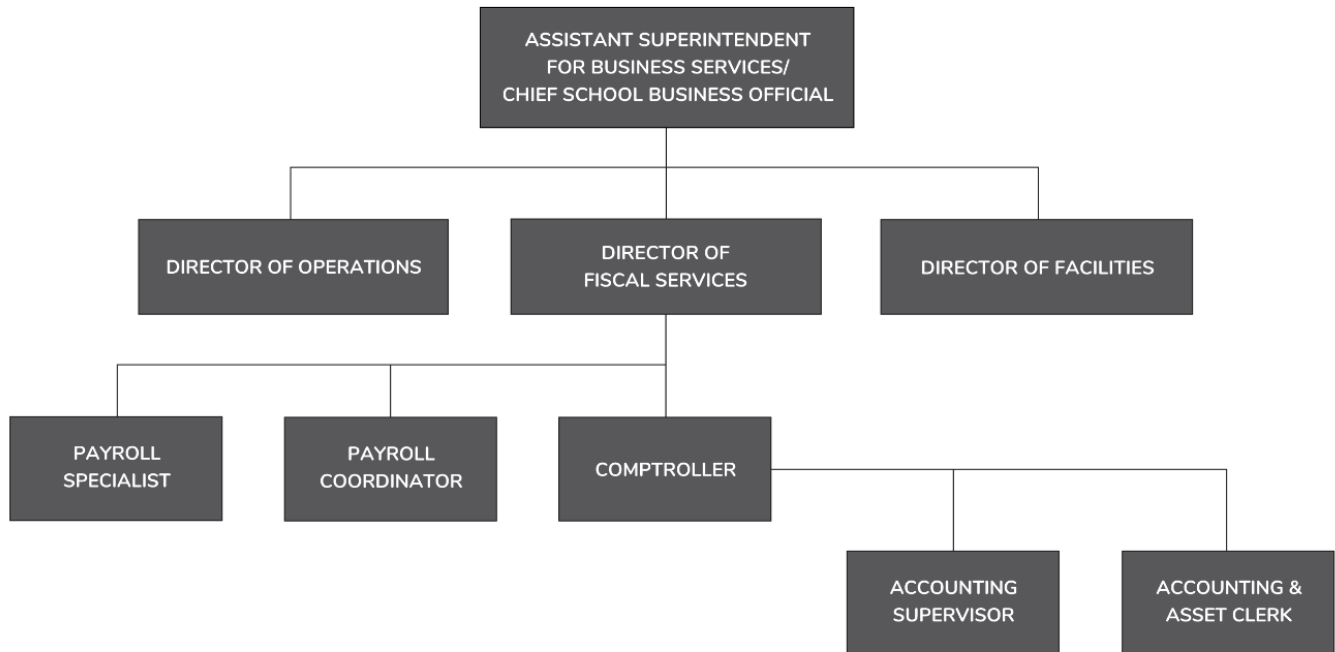 ASSISTANT SUPERINTENDENT
FOR BUSINESS SERVICES/
CHIEF SCHOOL BUSINESS OFFICIAL
DIRECTOR OF OPERATIONS
DIRECTOR OF
FISCAL SERVICES
DIRECTOR OF FACILITIES
PAYROLL
SPECIALIST
PAYROLL
COORDINATOR
COMPTROLLER
ACCOUNTING
SUPERVISOR
ACCOUNTING &
ASSET CLERK